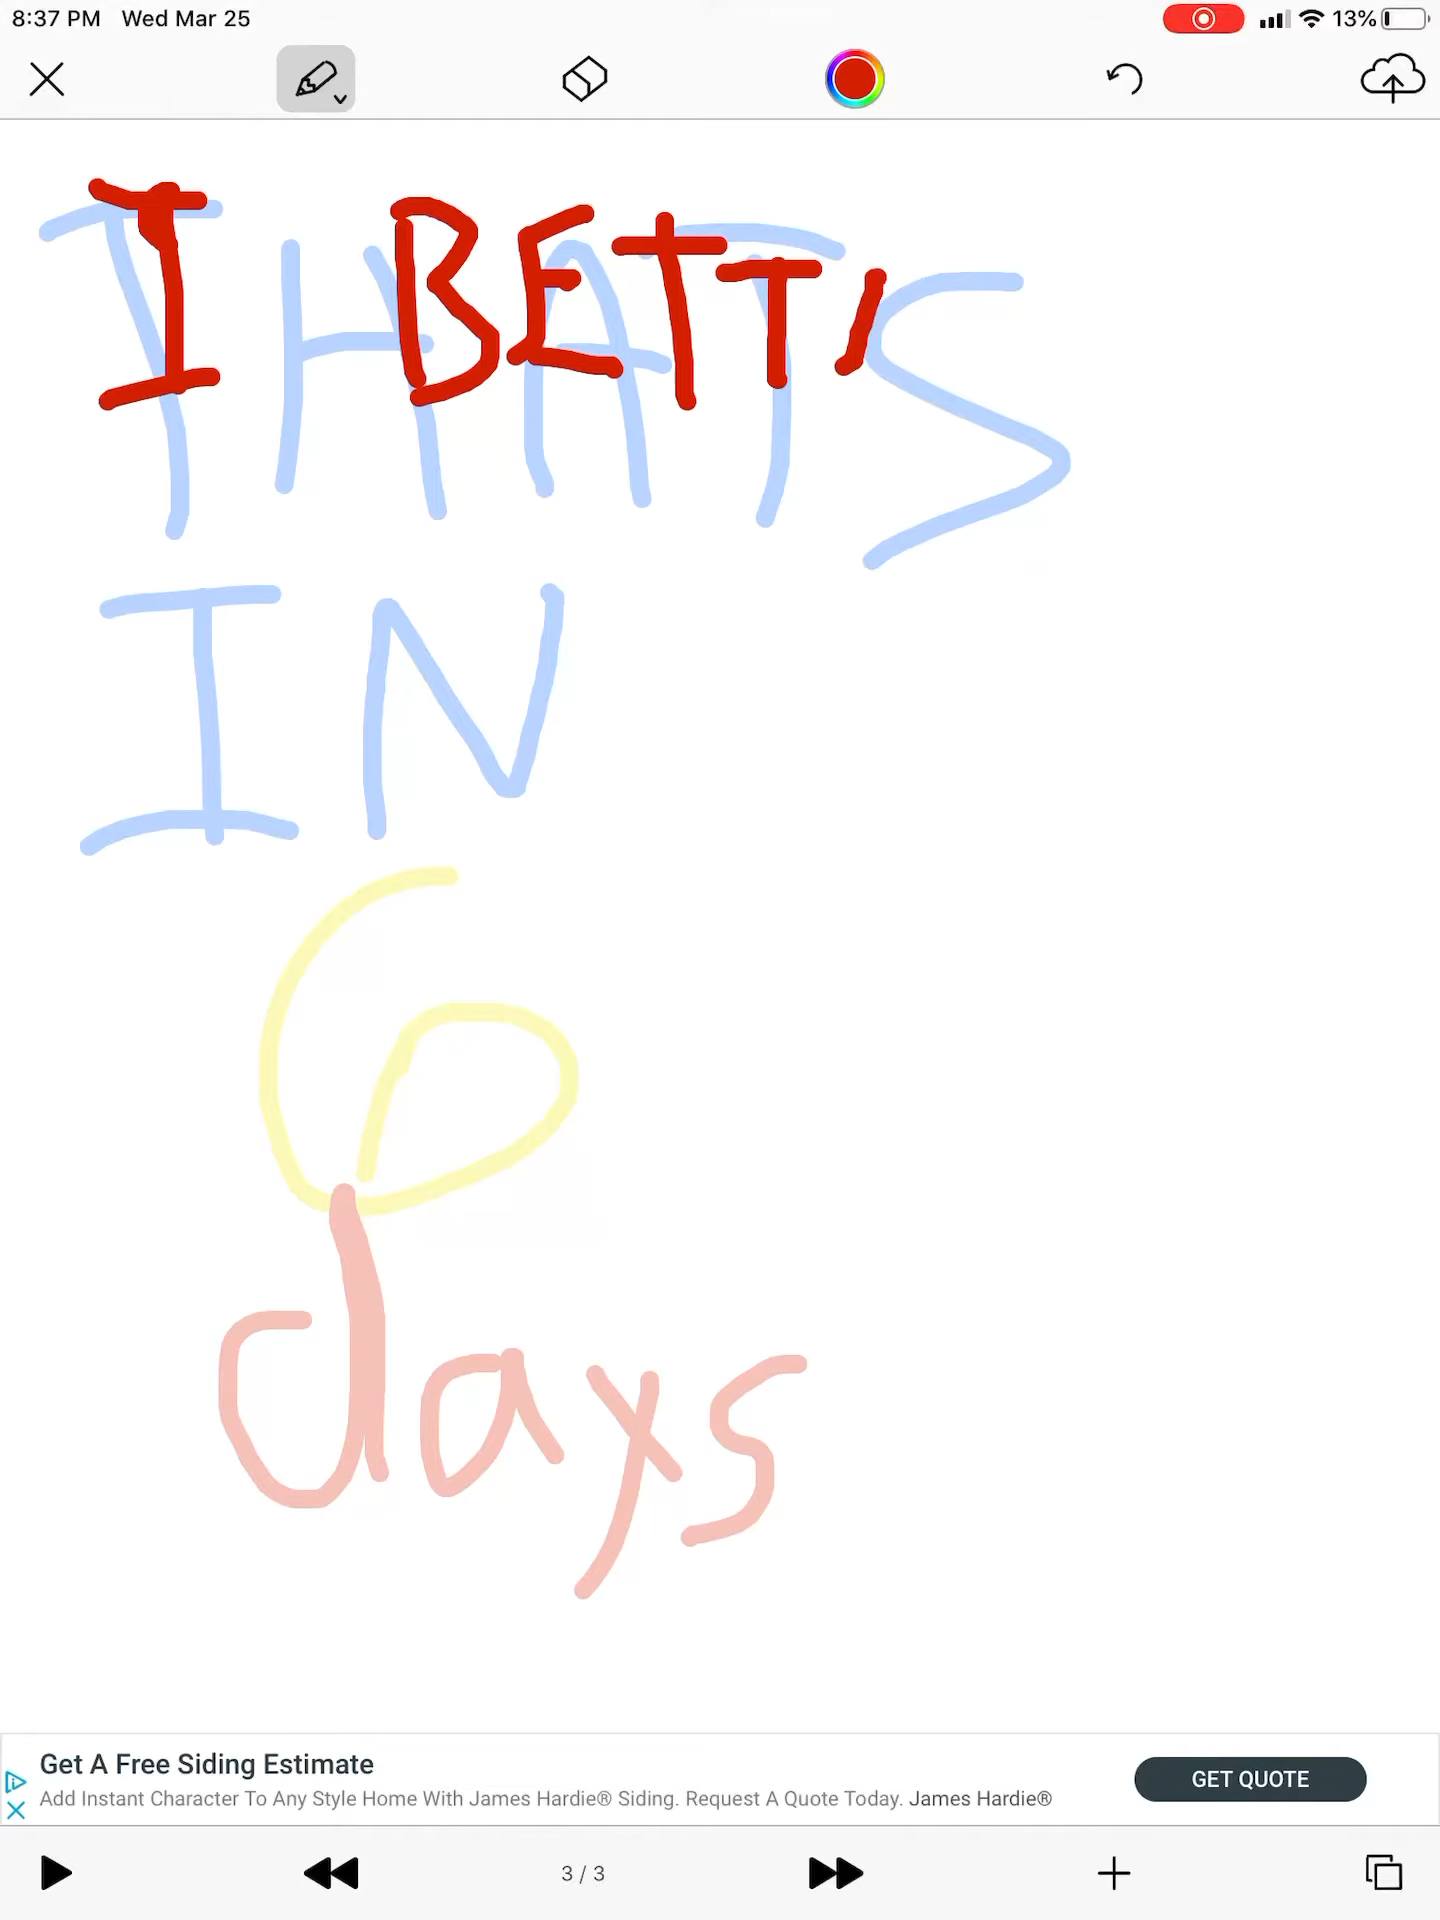 8:37 PM Wed Mar 25 13%
I BETT I
THATS
IN
6
days
Get A Free Siding Estimate
Add Instant Character To Any Style Home With James Hardie® Siding. Request A Quote Today. James Hardie®
GET QUOTE
3 / 3